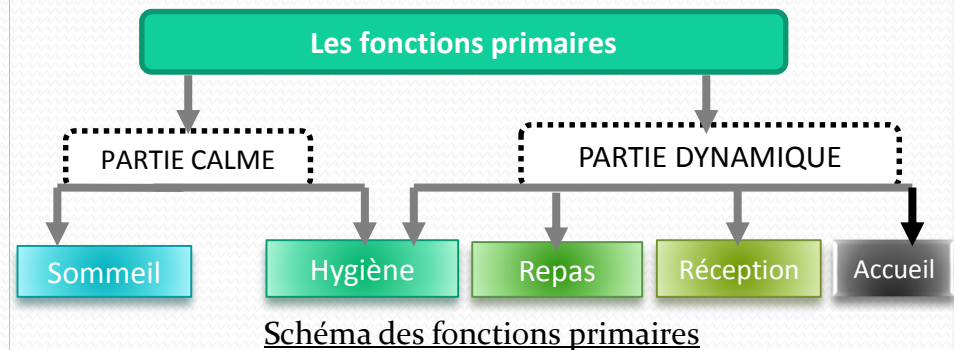 Les fonctions primaires
PARTIE CALME
PARTIE DYNAMIQUE
Sommeil
Hygiène
Repas
Réception
Accueil
Schéma des fonctions primaires